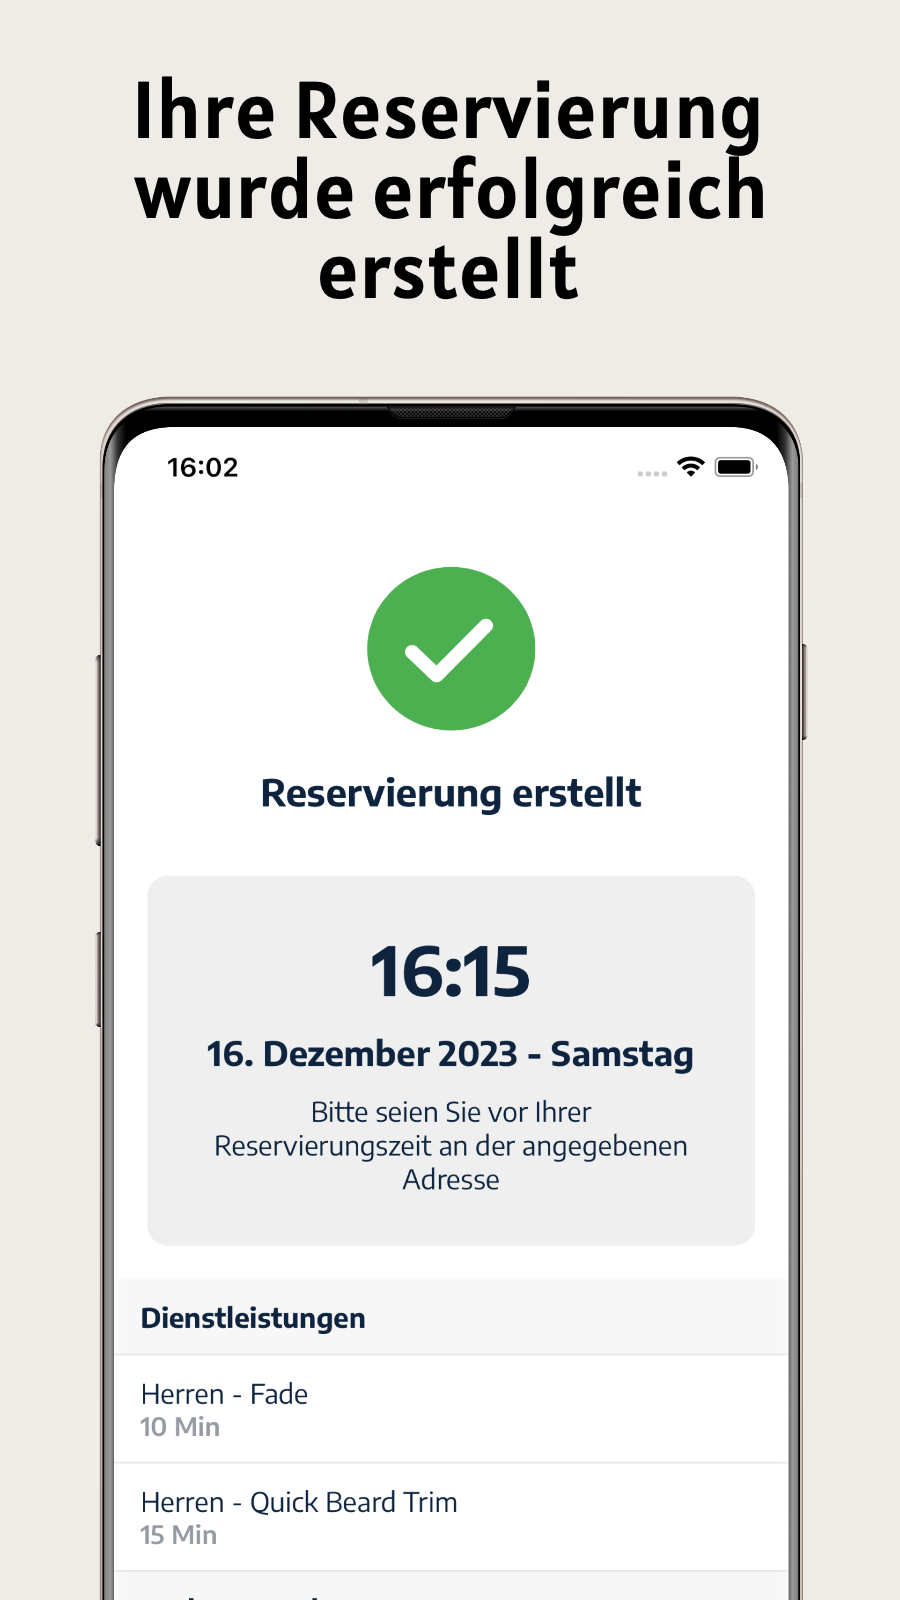 Ihre Reservierung
wurde erfolgreich
erstellt
16:02
Reservierung erstellt
16:15
16. Dezember 2023 - Samstag
Bitte seien Sie vor Ihrer
Reservierungszeit an der angegebenen
Adresse
Dienstleistungen
Herren - Fade
10 Min
Herren - Quick Beard Trim
15 Min